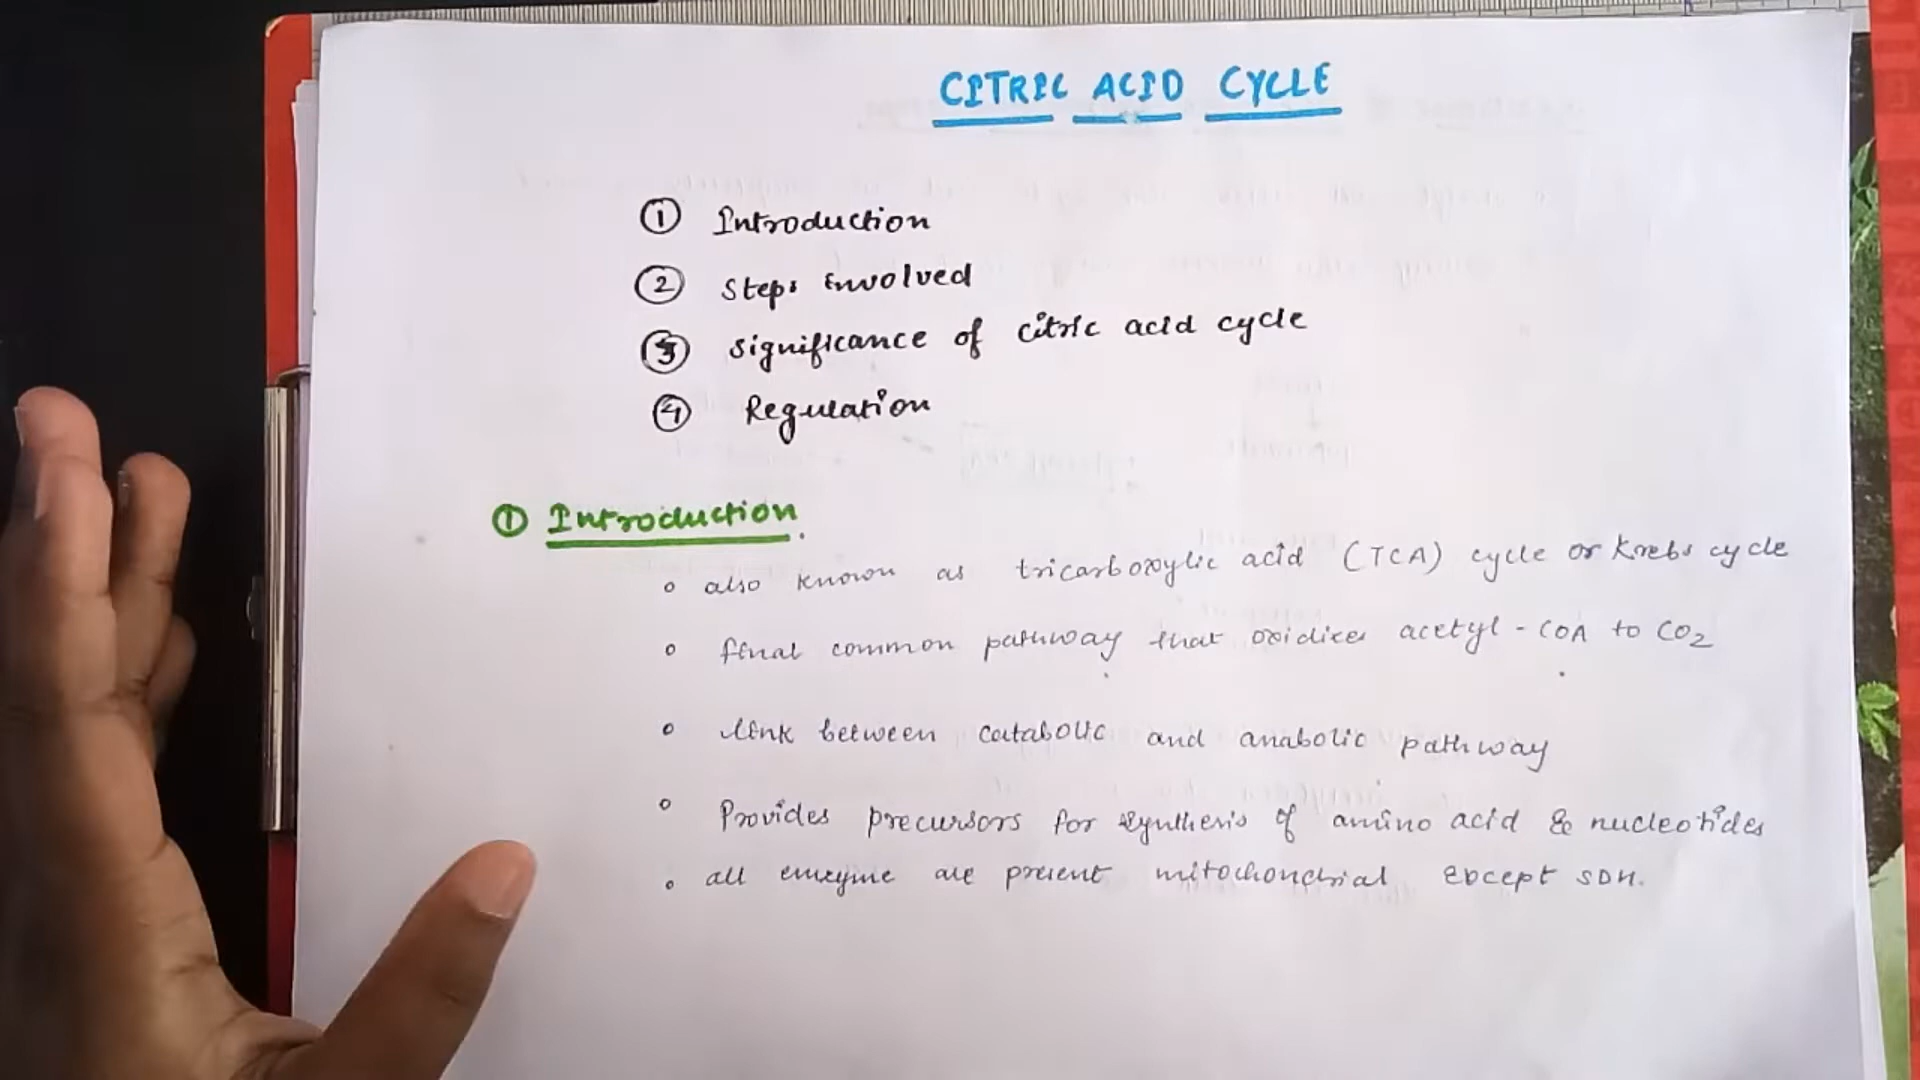 CITRIC ACID CYCLE
① Introduction
② Steps Envolved
③ Significance of citric acid cycle
④ Regulation
① Introduction.
o also known as tricarboxylic acid (TCA) cycle or Krebs cycle
o final common pathway that oxidizes acetyl - COA to CO2
o link between catabolic and anabolic pathway
o Provides precursors for synthesis of amino acid & nucleotides
o all enzyme are present mitochondrial except SDH.